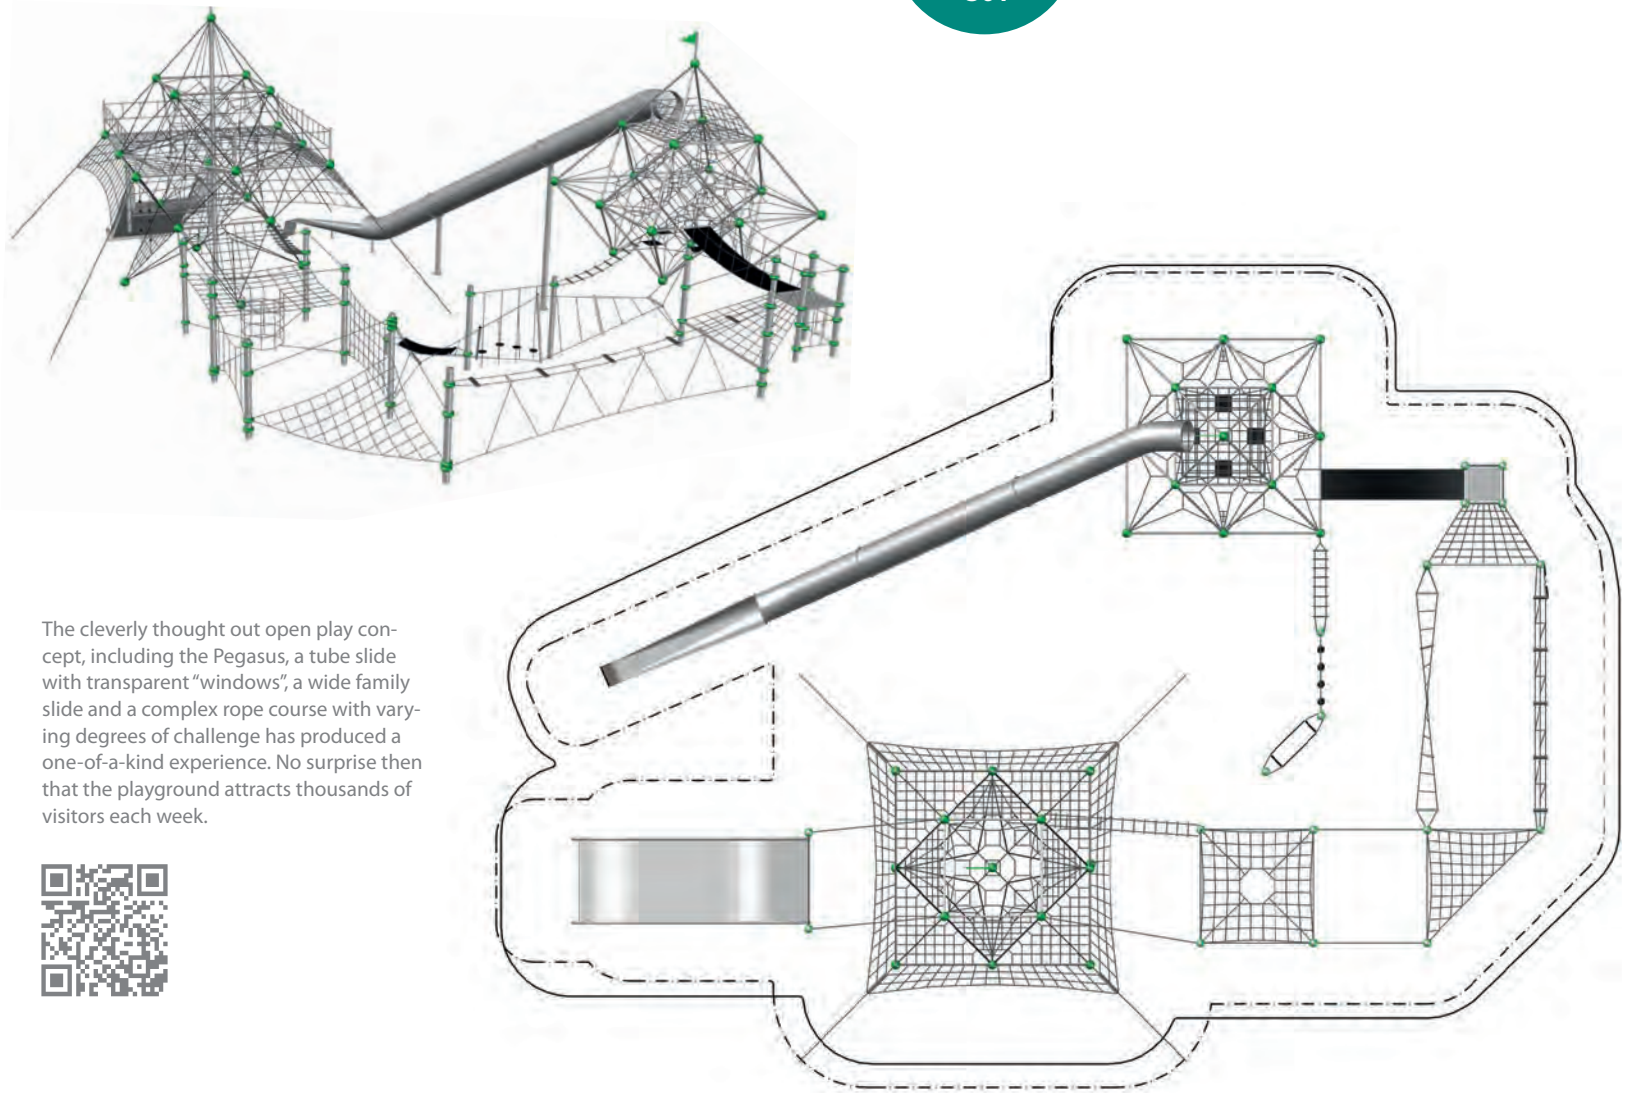 The cleverly thought out open play con-
cept, including the Pegasus, a tube slide
with transparent “windows”, a wide family
slide and a complex rope course with vary-
ing degrees of challenge has produced a
one-of-a-kind experience. No surprise then
that the playground attracts thousands of
visitors each week.